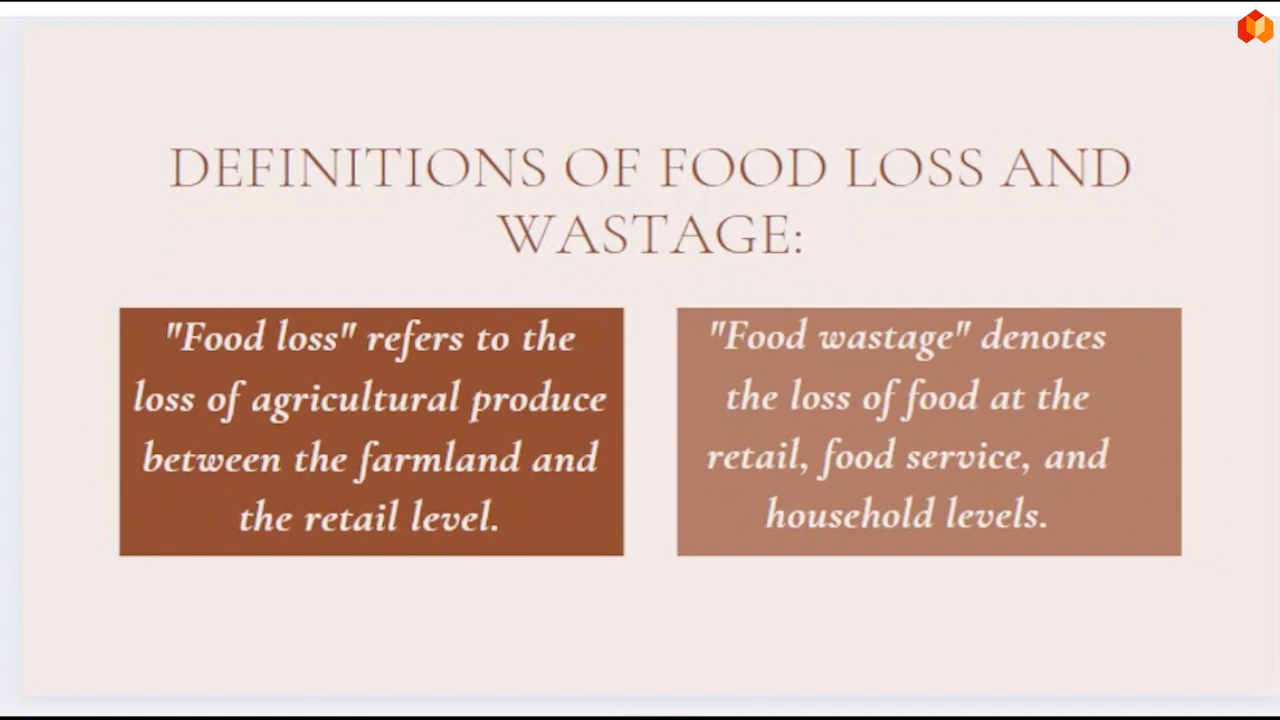 DEFINITIONS OF FOOD LOSS AND
WASTAGE:
"Food loss" refers to the
loss of agricultural produce
between the farmland and
the retail level.
"Food wastage" denotes
the loss of food at the
retail, food service, and
household levels.